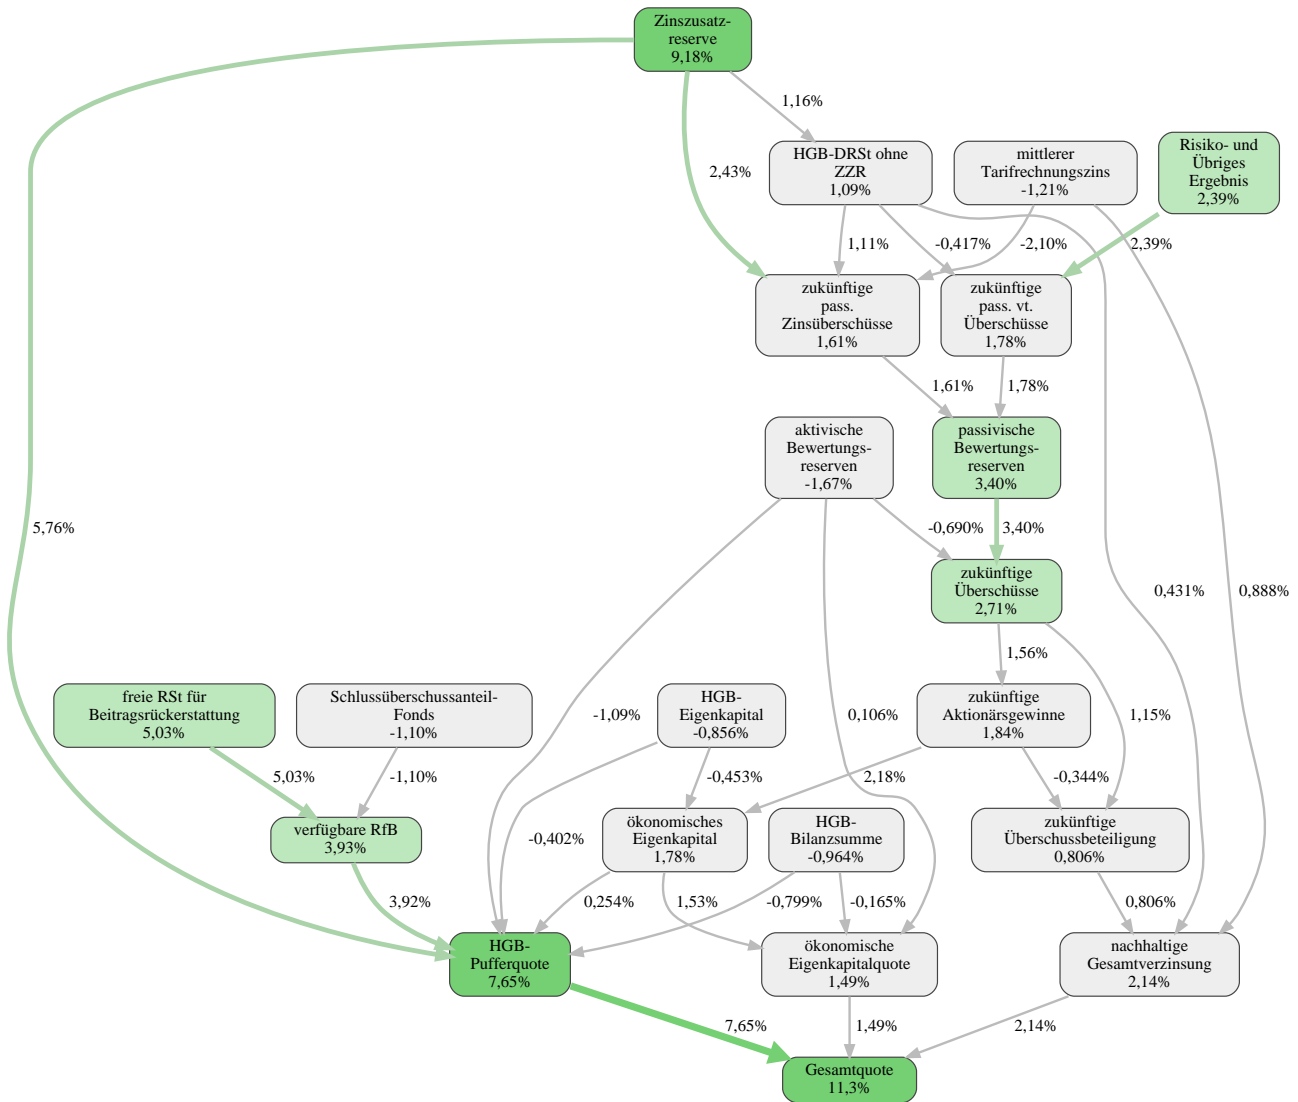 Zinszusatz-
reserve
9,18%
1,16%
HGB-DRSt ohne
ZZR
1,09%
mittlerer
Tarifrechnungszins
-1,21%
Risiko- und
Übriges
Ergebnis
2,39%
2,43%
1,11%
-0,417%
-2,10%
2,39%
zukünftige
pass.
Zinsüberschüsse
1,61%
zukünftige
pass. vt.
Überschüsse
1,78%
1,61%
1,78%
aktivische
Bewertungs-
reserven
-1,67%
passivische
Bewertungs-
reserven
3,40%
5,76%
-0,690%
3,40%
zukünftige
Überschüsse
2,71%
0,431%
0,888%
1,56%
freie RSt für
Beitragsrückerstattung
5,03%
Schlussüberschussanteil-
Fonds
-1,10%
HGB-
Eigenkapital
-0,856%
zukünftige
Aktionärsgewinne
1,84%
-1,09%
0,106%
1,15%
5,03%
-1,10%
-0,453%
2,18%
-0,344%
verfügbare RfB
3,93%
-0,402%
ökonomisches
Eigenkapital
1,78%
HGB-
Bilanzsumme
-0,964%
zukünftige
Überschussbeteiligung
0,806%
3,92%
0,254%
1,53%
-0,799%
-0,165%
0,806%
HGB-
Pufferquote
7,65%
ökonomische
Eigenkapitalquote
1,49%
nachhaltige
Gesamtverzinsung
2,14%
7,65%
1,49%
2,14%
Gesamtquote
11,3%